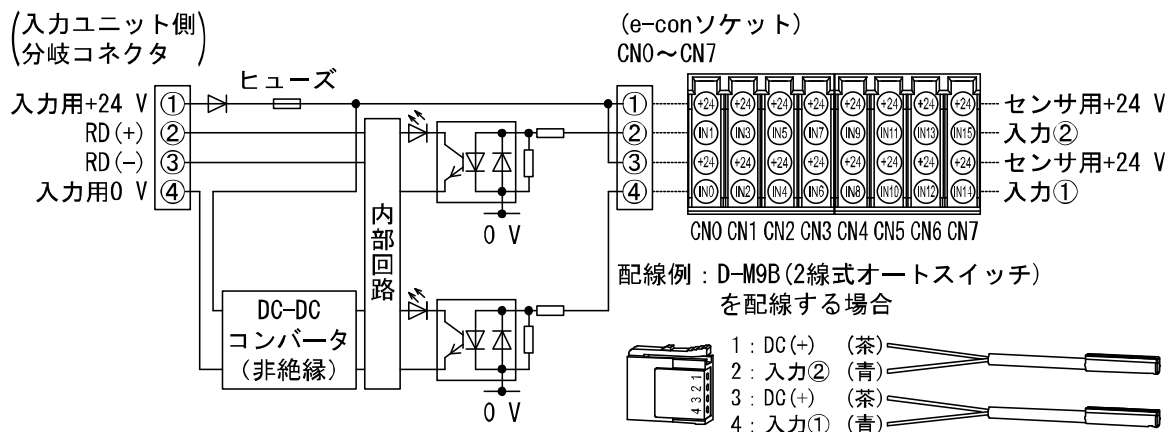 (入力ユニット側
分岐コネクタ)
入力用+24 V ①
RD(+) ②
RD(-) ③
入力用0 V ④
ヒューズ
内部回路
DC-DC
コンバータ
(非絶縁)
0 V
0 V
(e-conソケット)
CN0～CN7
① +24 +24 +24 +24 +24 +24 +24 +24 センサ用+24 V
② IN1 IN3 IN5 IN7 IN9 IN11 IN13 IN15 入力②
③ +24 +24 +24 +24 +24 +24 +24 +24 センサ用+24 V
④ IN0 IN2 IN4 IN6 IN8 IN10 IN12 IN14 入力①
CN0 CN1 CN2 CN3 CN4 CN5 CN6 CN7
配線例：D-M9B(2線式オートスイッチ)
を配線する場合
4 3 2 1
1：DC(+) (茶)
2：入力② (青)
3：DC(+) (茶)
4：入力① (青)